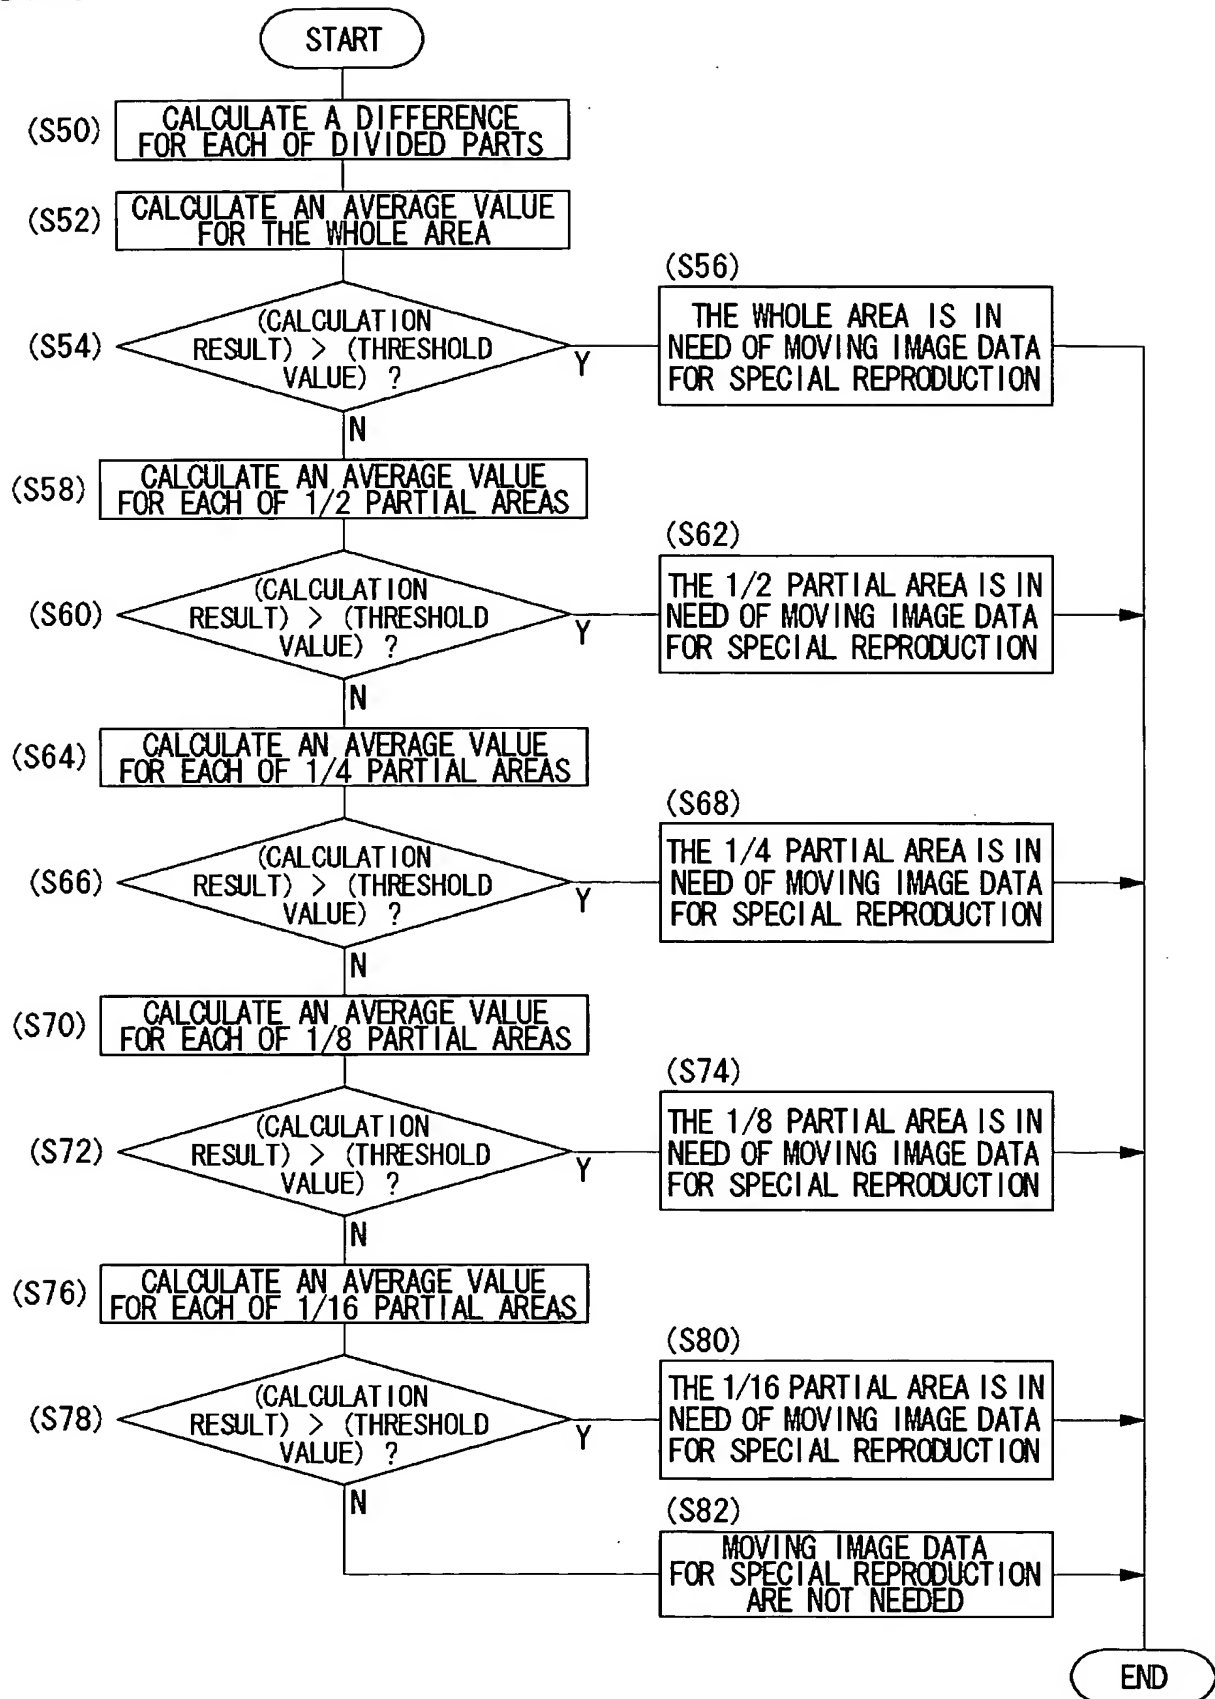 START
(S50)
CALCULATE A DIFFERENCE
FOR EACH OF DIVIDED PARTS
(S52)
CALCULATE AN AVERAGE VALUE
FOR THE WHOLE AREA
(S54)
(CALCULATION
RESULT) > (THRESHOLD
VALUE) ?
Y
N
(S56)
THE WHOLE AREA IS IN
NEED OF MOVING IMAGE DATA
FOR SPECIAL REPRODUCTION
(S58)
CALCULATE AN AVERAGE VALUE
FOR EACH OF 1/2 PARTIAL AREAS
(S60)
(CALCULATION
RESULT) > (THRESHOLD
VALUE) ?
Y
N
(S62)
THE 1/2 PARTIAL AREA IS IN
NEED OF MOVING IMAGE DATA
FOR SPECIAL REPRODUCTION
(S64)
CALCULATE AN AVERAGE VALUE
FOR EACH OF 1/4 PARTIAL AREAS
(S66)
(CALCULATION
RESULT) > (THRESHOLD
VALUE) ?
Y
N
(S68)
THE 1/4 PARTIAL AREA IS IN
NEED OF MOVING IMAGE DATA
FOR SPECIAL REPRODUCTION
(S70)
CALCULATE AN AVERAGE VALUE
FOR EACH OF 1/8 PARTIAL AREAS
(S72)
(CALCULATION
RESULT) > (THRESHOLD
VALUE) ?
Y
N
(S74)
THE 1/8 PARTIAL AREA IS IN
NEED OF MOVING IMAGE DATA
FOR SPECIAL REPRODUCTION
(S76)
CALCULATE AN AVERAGE VALUE
FOR EACH OF 1/16 PARTIAL AREAS
(S78)
(CALCULATION
RESULT) > (THRESHOLD
VALUE) ?
Y
N
(S80)
THE 1/16 PARTIAL AREA IS IN
NEED OF MOVING IMAGE DATA
FOR SPECIAL REPRODUCTION
(S82)
MOVING IMAGE DATA
FOR SPECIAL REPRODUCTION
ARE NOT NEEDED
END